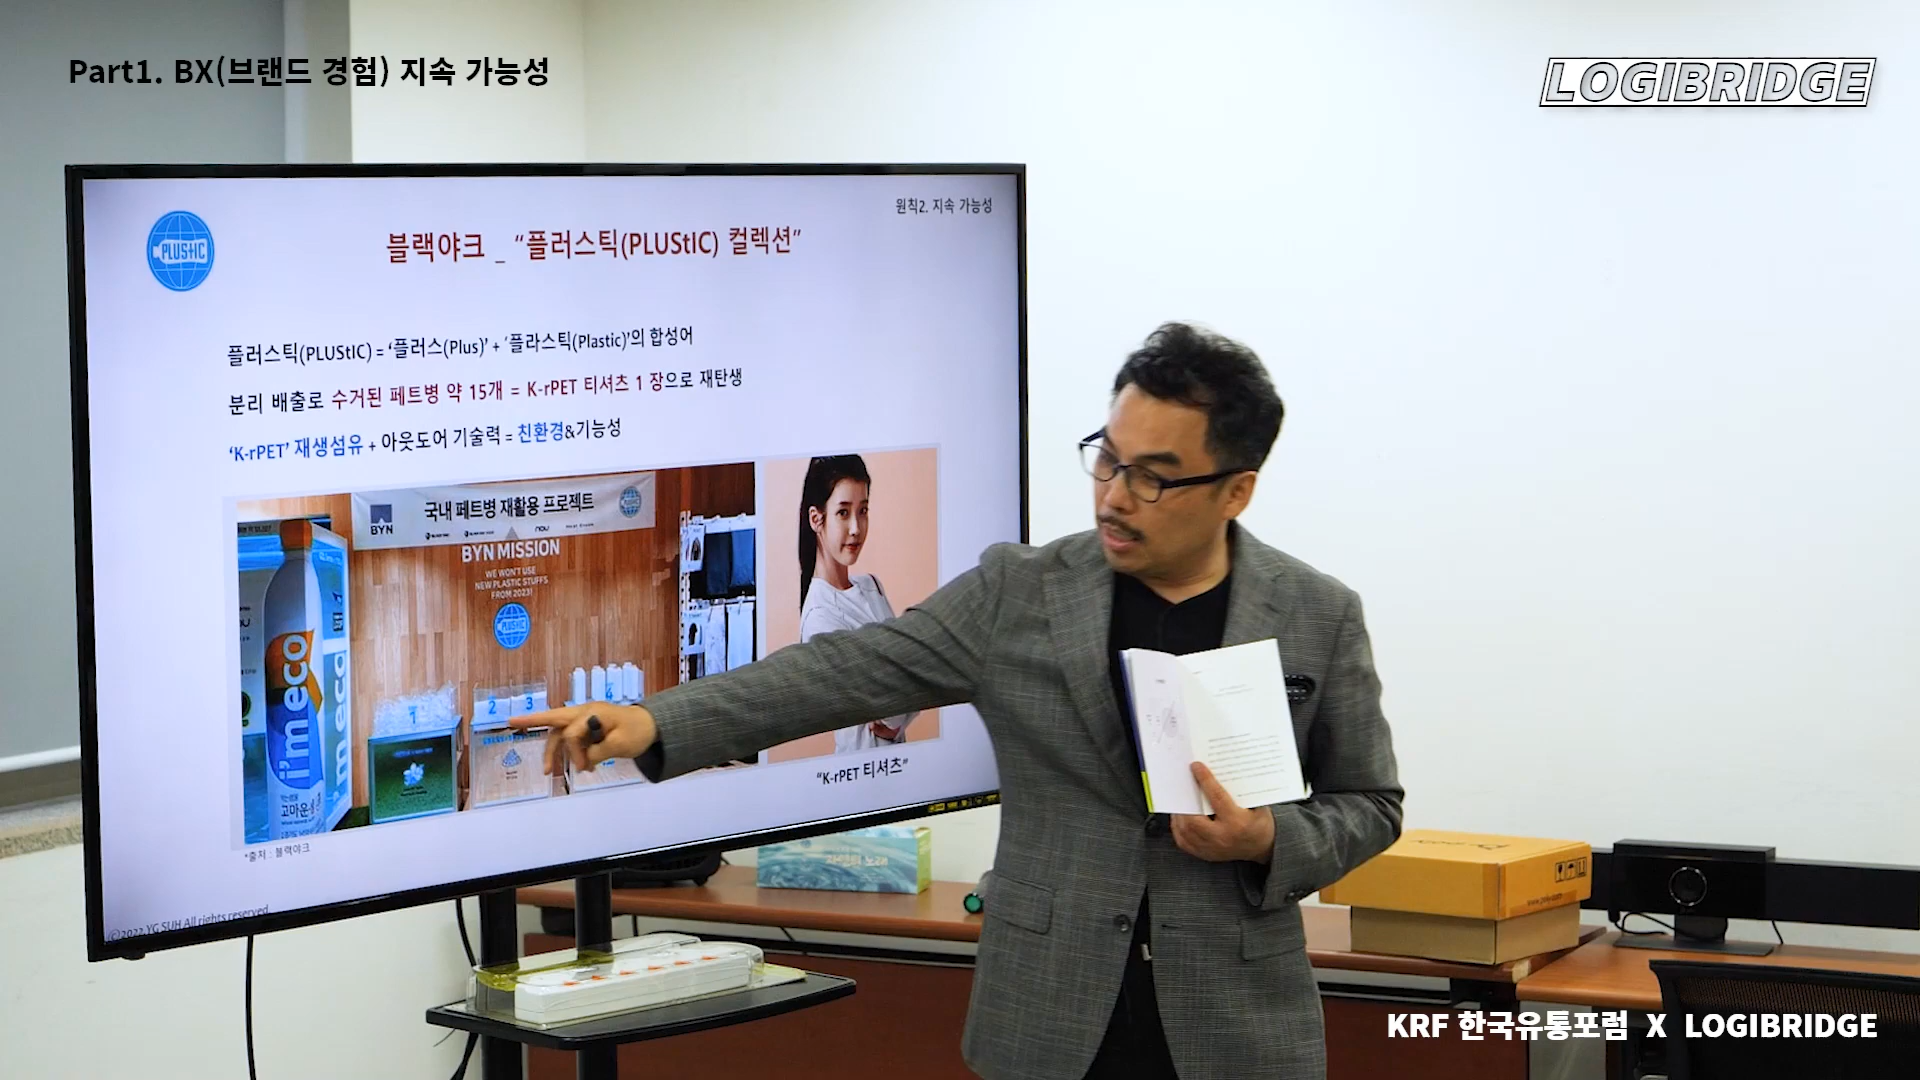 Part1. BX(브랜드 경험) 지속 가능성
LOGIBRIDGE
원칙2. 지속 가능성
PLUStIC
블랙야크 _ “플러스틱(PLUStIC) 컬렉션”
플러스틱(PLUStIC) = ‘플러스(Plus)’ + ‘플라스틱(Plastic)’의 합성어
분리 배출로 수거된 페트병 약 15개 = K-rPET 티셔츠 1 장으로 재탄생
‘K-rPET’ 재생섬유 + 아웃도어 기술력 = 친환경&기능성
BYN
국내 페트병 재활용 프로젝트
BYN MISSION
WE WON'T USE
NEW PLASTIC STUFFS
FROM 2023!
PLUStIC
i'm eco
i'm eco
고마운
1
2
3
4
“K-rPET 티셔츠”
*출처 : 블랙야크
©2022.YG SUH All rights reserved
KRF 한국유통포럼 X LOGIBRIDGE